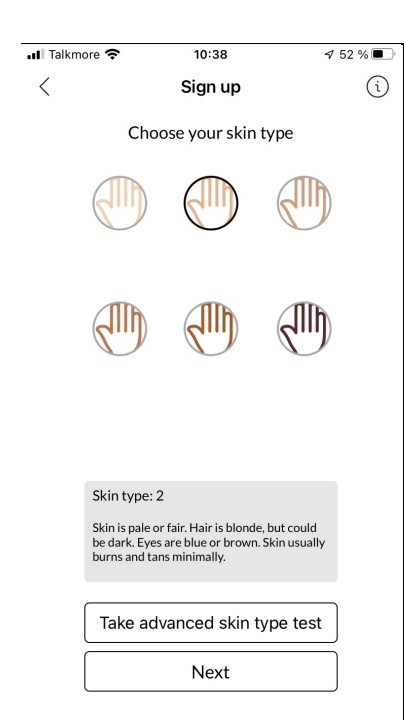 Talkmore 10:38 52 %
Sign up
i
Choose your skin type
Skin type: 2
Skin is pale or fair. Hair is blonde, but could
be dark. Eyes are blue or brown. Skin usually
burns and tans minimally.
Take advanced skin type test
Next